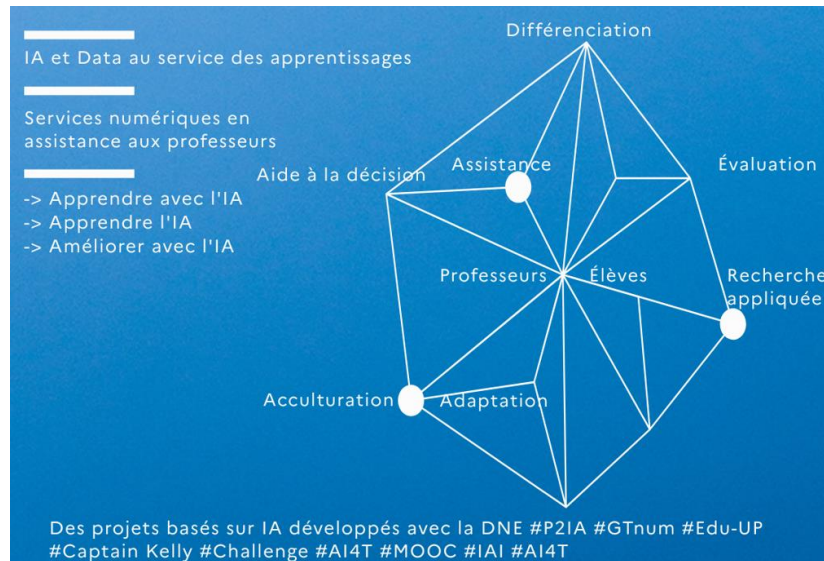 IA et Data au service des apprentissages
Services numériques en
assistance aux professeurs
-> Apprendre avec l'IA
-> Apprendre l'IA
-> Améliorer avec l'IA
Différenciation
Assistance
Aide à la décision
Évaluation
Professeurs
Élèves
Recherche
appliquée
Acculturation
Adaptation
Des projets basés sur IA développés avec la DNE #P2IA #GTnum #Edu-UP
#Captain Kelly #Challenge #AI4T #MOOC #IAI #AI4T